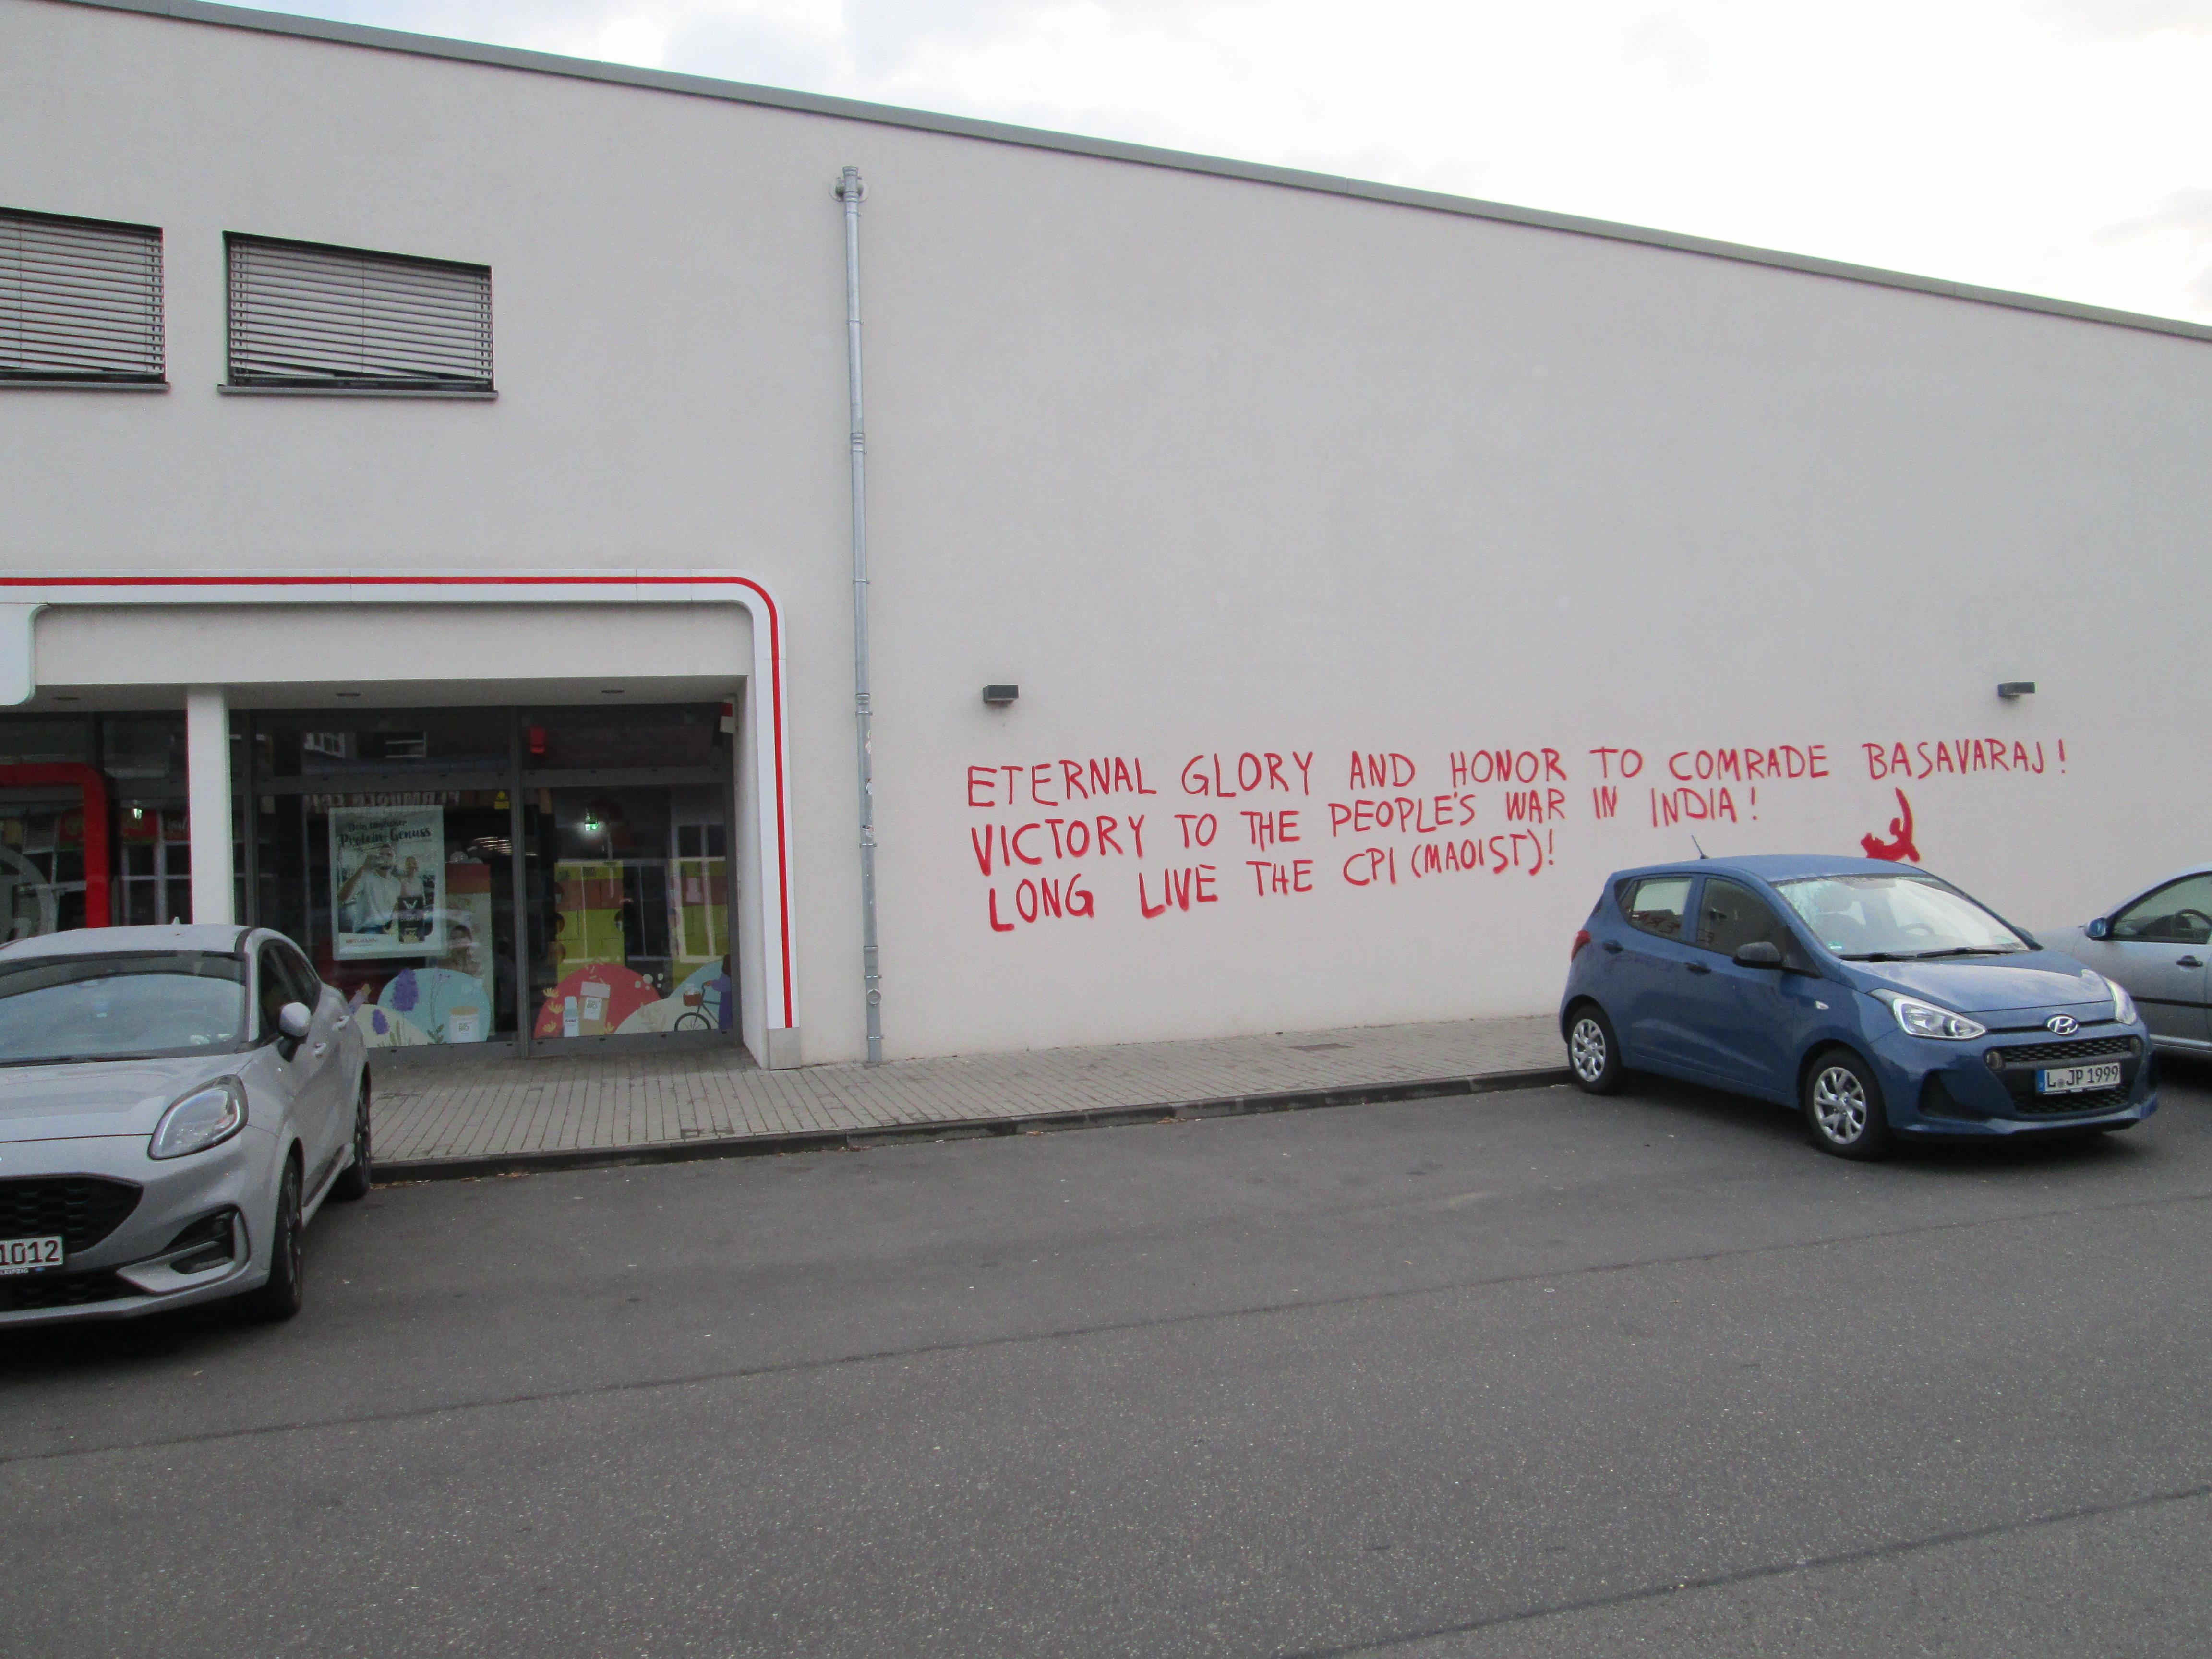 ETERNAL GLORY AND HONOR TO COMRADE BASAVARAJ!
VICTORY TO THE PEOPLE'S WAR IN INDIA!
LONG LIVE THE CPI (MAOIST)!
Protein-Genuss
L JP 1999
1012
LEIPZIG